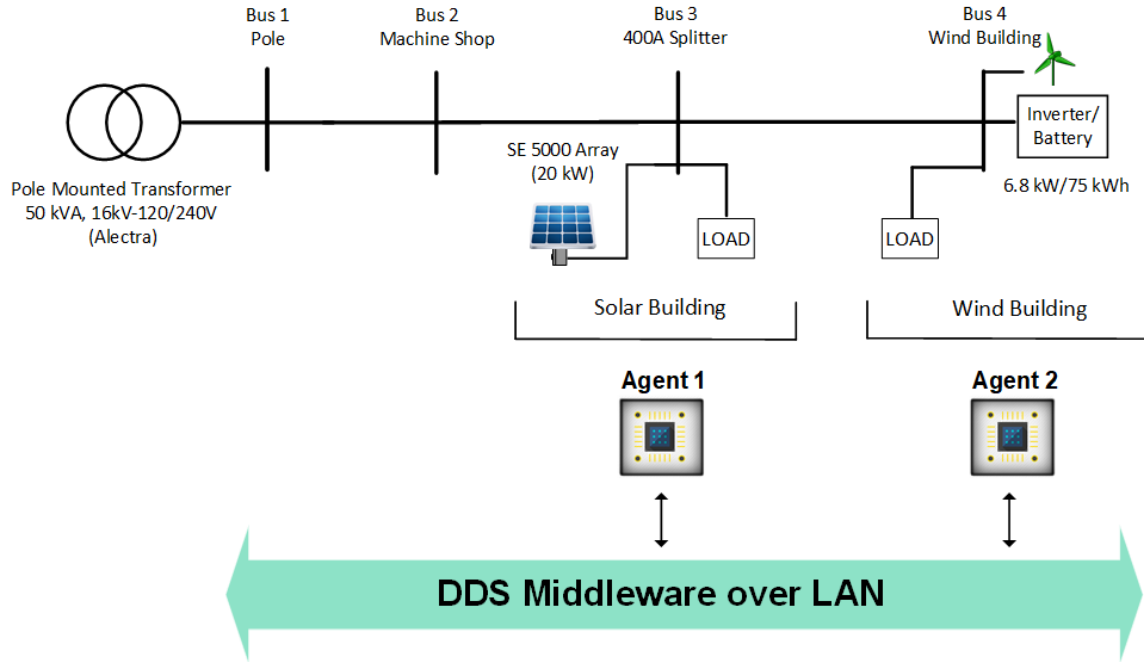 Bus 1
Pole
Bus 2
Machine Shop
Bus 3
400A Splitter
Bus 4
Wind Building
Pole Mounted Transformer
50 kVA, 16kV-120/240V
(Alectra)
SE 5000 Array
(20 kW)
LOAD
LOAD
Inverter/
Battery
6.8 kW/75 kWh
Solar Building
Wind Building
Agent 1
Agent 2
DDS Middleware over LAN